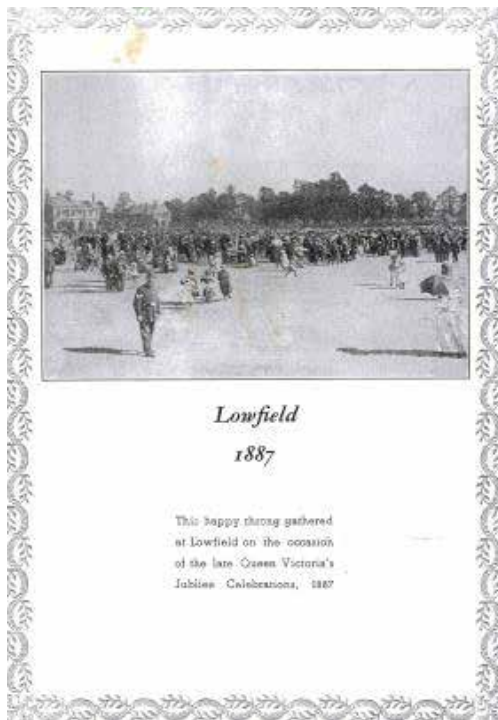 Lowfield
1887
This happy throng gathered
at Lowfield on the occasion
of the late Queen Victoria's
Jubilee Celebrations, 1887